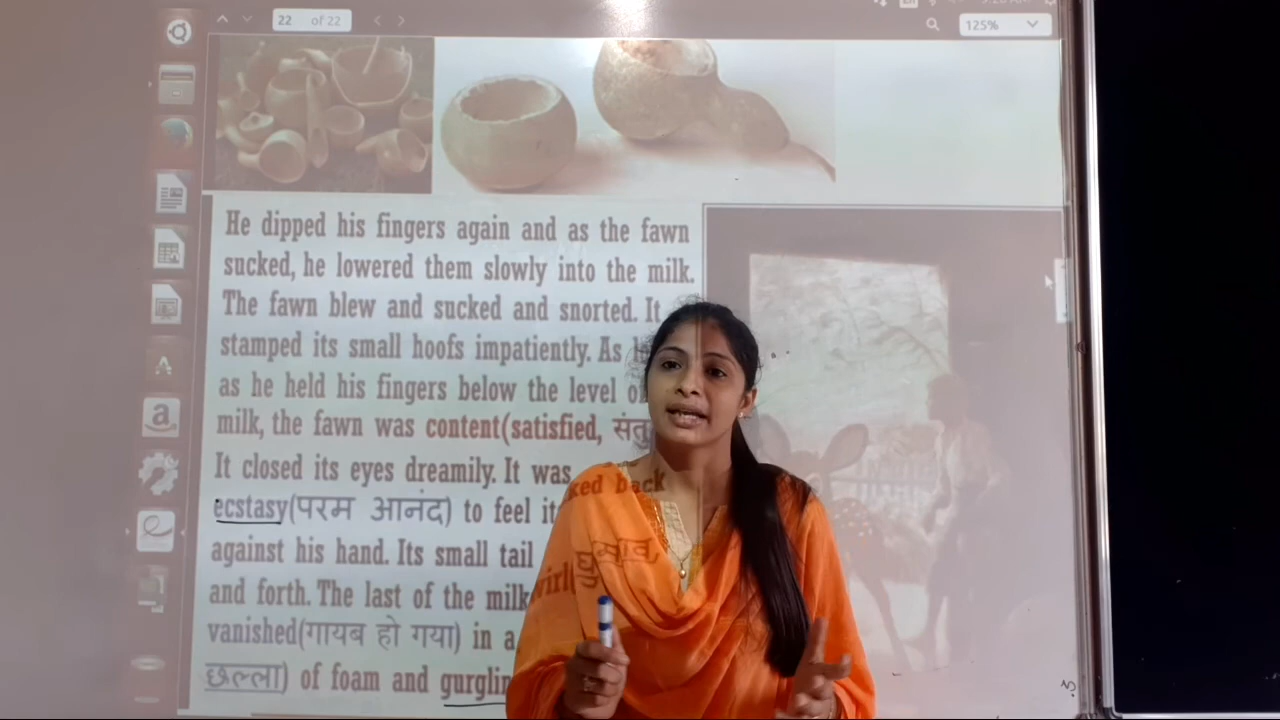 22 of 22
125%
He dipped his fingers again and as the fawn
sucked, he lowered them slowly into the milk.
The fawn blew and sucked and snorted. It
stamped its small hoofs impatiently. As
as he held his fingers below the level
milk, the fawn was content(satisfied,
It closed its eyes dreamily. It was
ecstasy(परम आनंद) to feel
against his hand. Its small tail back
and forth. The last of the milk
vanished(गायब हो गया) in a
छल्ला) of foam and